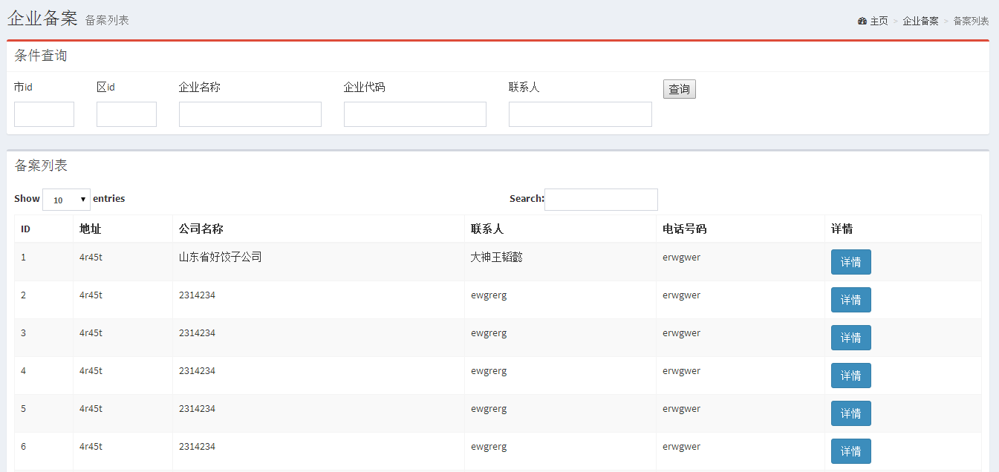 企业备案 备案列表
主页 > 企业备案 > 备案列表
条件查询
市id 区id 企业名称 企业代码 联系人 查询
备案列表
Show 10 entries Search:
ID 地址 公司名称 联系人 电话号码 详情
1 4r45t 山东省好饺子公司 大神王韬懿 erwgwer 详情
2 4r45t 2314234 ewgrerg erwgwer 详情
3 4r45t 2314234 ewgrerg erwgwer 详情
4 4r45t 2314234 ewgrerg erwgwer 详情
5 4r45t 2314234 ewgrerg erwgwer 详情
6 4r45t 2314234 ewgrerg erwgwer 详情